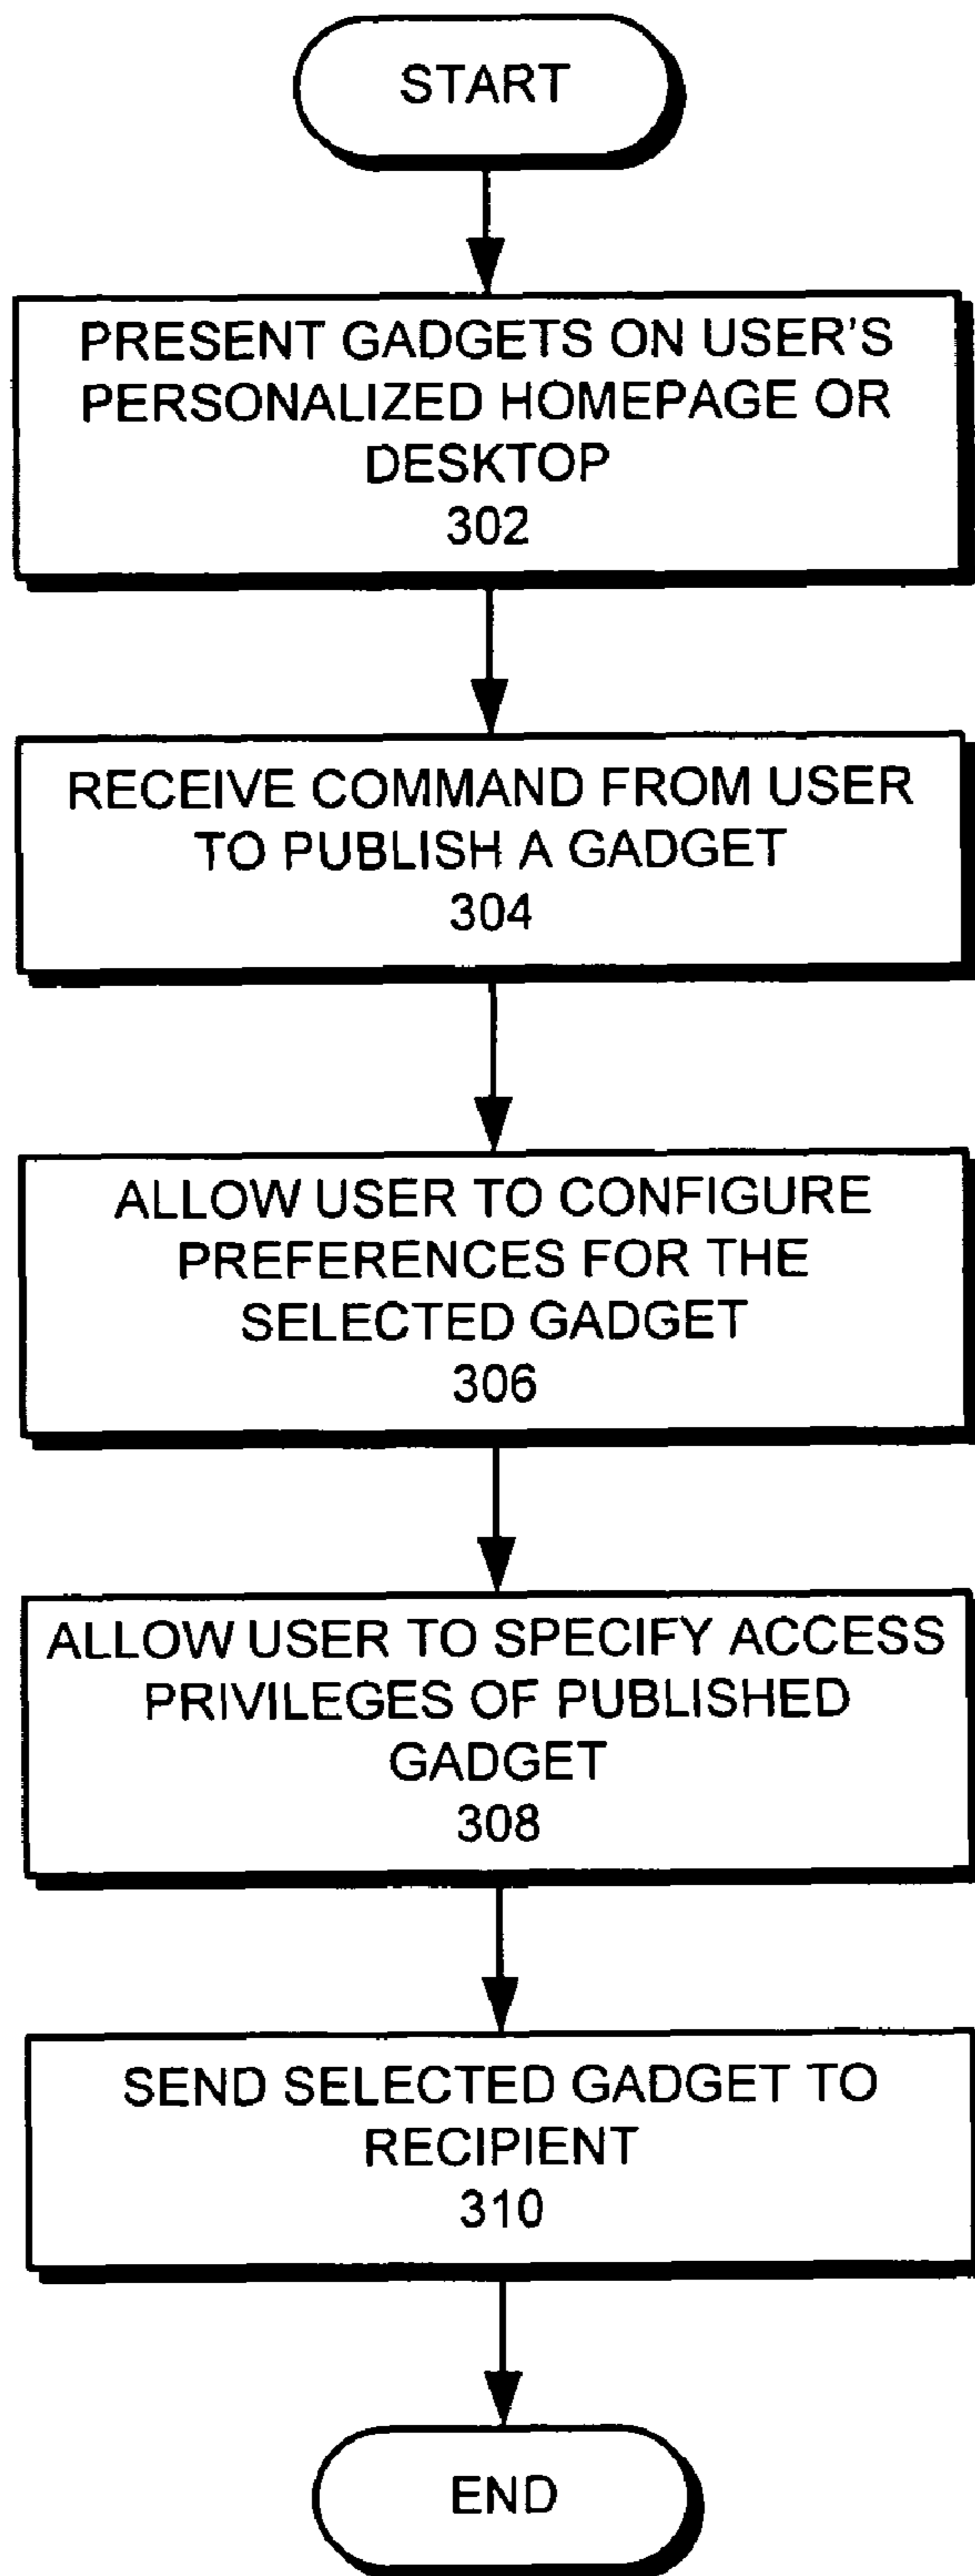 START
PRESENT GADGETS ON USER'S
PERSONALIZED HOMEPAGE OR
DESKTOP
302
RECEIVE COMMAND FROM USER
TO PUBLISH A GADGET
304
ALLOW USER TO CONFIGURE
PREFERENCES FOR THE
SELECTED GADGET
306
ALLOW USER TO SPECIFY ACCESS
PRIVILEGES OF PUBLISHED
GADGET
308
SEND SELECTED GADGET TO
RECIPIENT
310
END